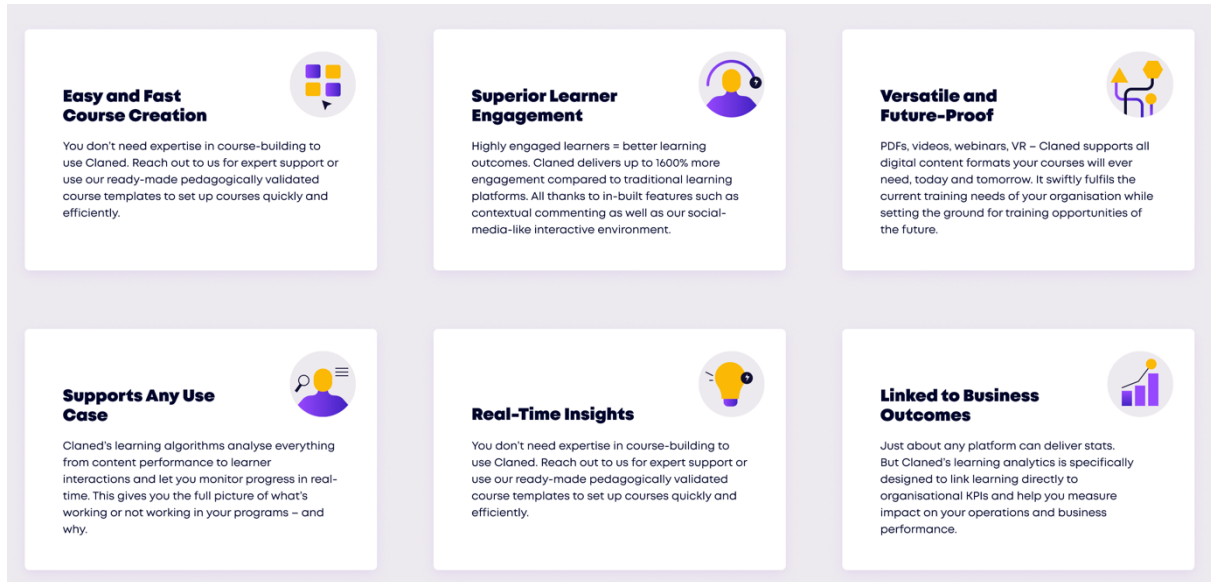 Easy and Fast
Course Creation
You don't need expertise in course-building to
use Claned. Reach out to us for expert support or
use our ready-made pedagogically validated
course templates to set up courses quickly and
efficiently.
Superior Learner
Engagement
Highly engaged learners = better learning
outcomes. Claned delivers up to 1600% more
engagement compared to traditional learning
platforms. All thanks to in-built features such as
contextual commenting as well as our social-
media-like interactive environment.
Versatile and
Future-Proof
PDFs, videos, webinars, VR – Claned supports all
digital content formats your courses will ever
need, today and tomorrow. It swiftly fulfils the
current training needs of your organisation while
setting the ground for training opportunities of
the future.
Supports Any Use
Case
Claned's learning algorithms analyse everything
from content performance to learner
interactions and let you monitor progress in real-
time. This gives you the full picture of what's
working or not working in your programs – and
why.
Real-Time Insights
You don't need expertise in course-building to
use Claned. Reach out to us for expert support or
use our ready-made pedagogically validated
course templates to set up courses quickly and
efficiently.
Linked to Business
Outcomes
Just about any platform can deliver stats.
But Claned's learning analytics is specifically
designed to link learning directly to
organisational KPIs and help you measure
impact on your operations and business
performance.